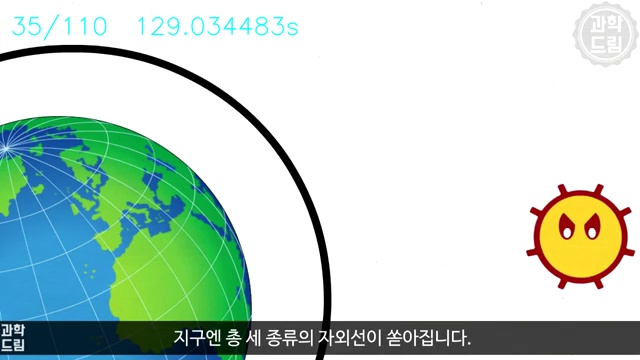 35/110 129.034483s
과학
드림
과학
드림
지구엔 총 세 종류의 자외선이 쏟아집니다.